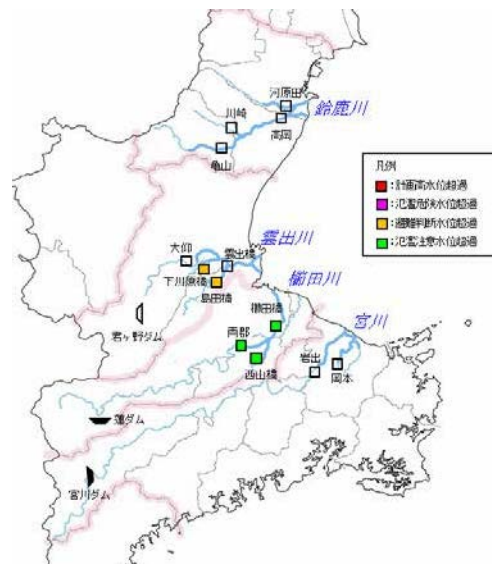 河原田
川崎
鈴鹿川
高岡
亀山
凡例
:計画高水位超過
:氾濫危険水位超過
:避難判断水位超過
:氾濫注意水位超過
雲出川
大仰
雲出橋
下川原橋
島田橋
櫛田川
櫛田橋
宮川
君ヶ野ダム
両郡
西山橋
岩出
岡本
蓮ダム
宮川ダム